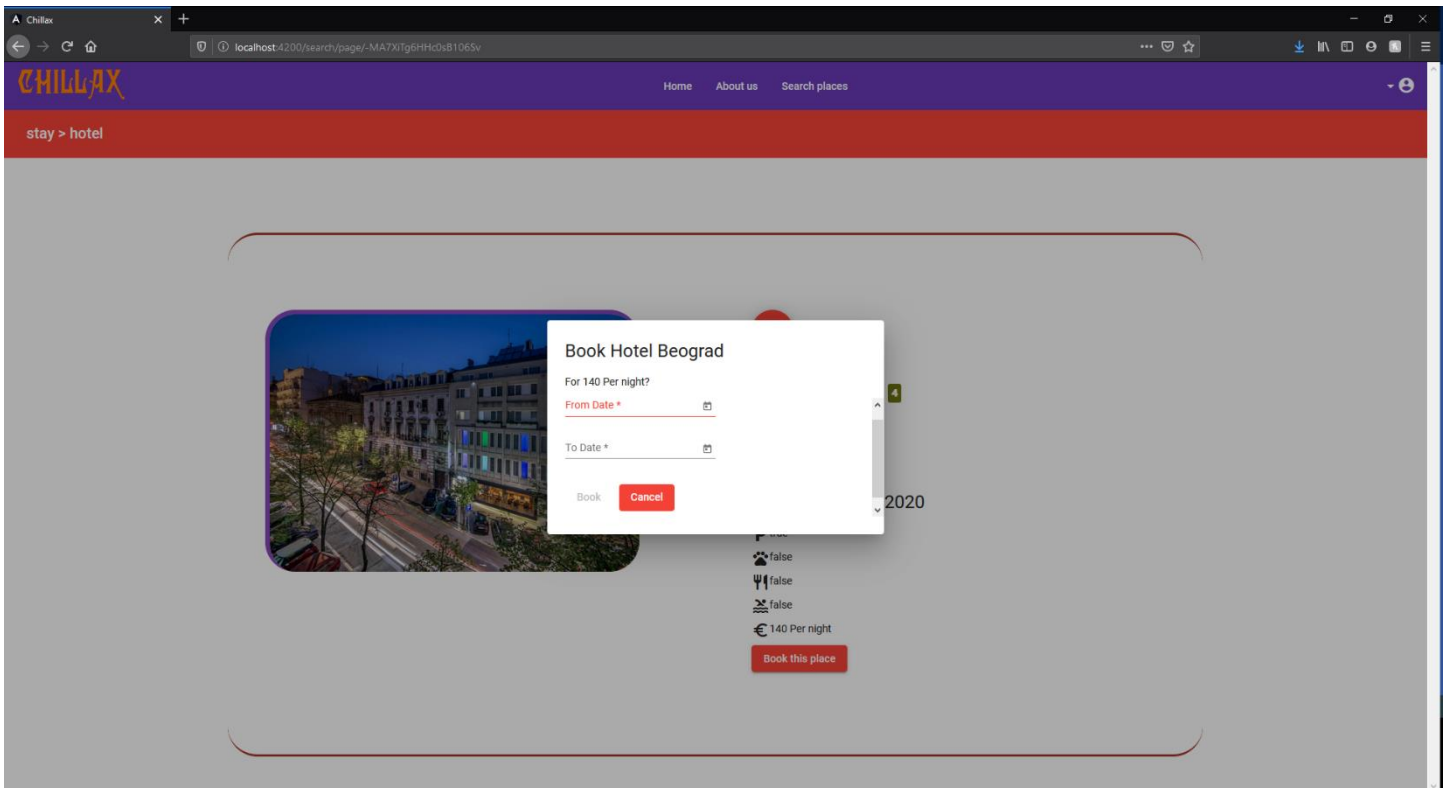 Chillax
localhost:4200/search/page/-MA7XiTg6HHc0sB1065v
CHILLAX
Home About us Search places
stay > hotel
Book Hotel Beograd
For 140 Per night?
From Date *
To Date *
Book Cancel
4
2020
true
false
false
false
140 Per night
Book this place